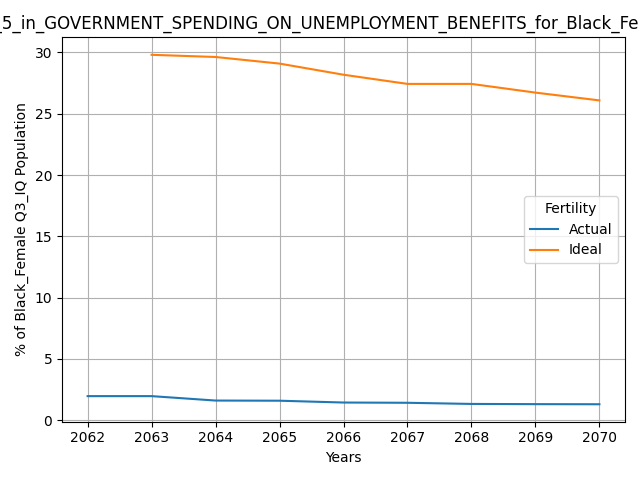 _5_in_GOVERNMENT_SPENDING_ON_UNEMPLOYMENT_BENEFITS_for_Black_Fe
% of Black_Female Q3_IQ Population
30
25
20
15
10
5
0
Fertility
Actual
Ideal
2062 2063 2064 2065 2066 2067 2068 2069 2070
Years